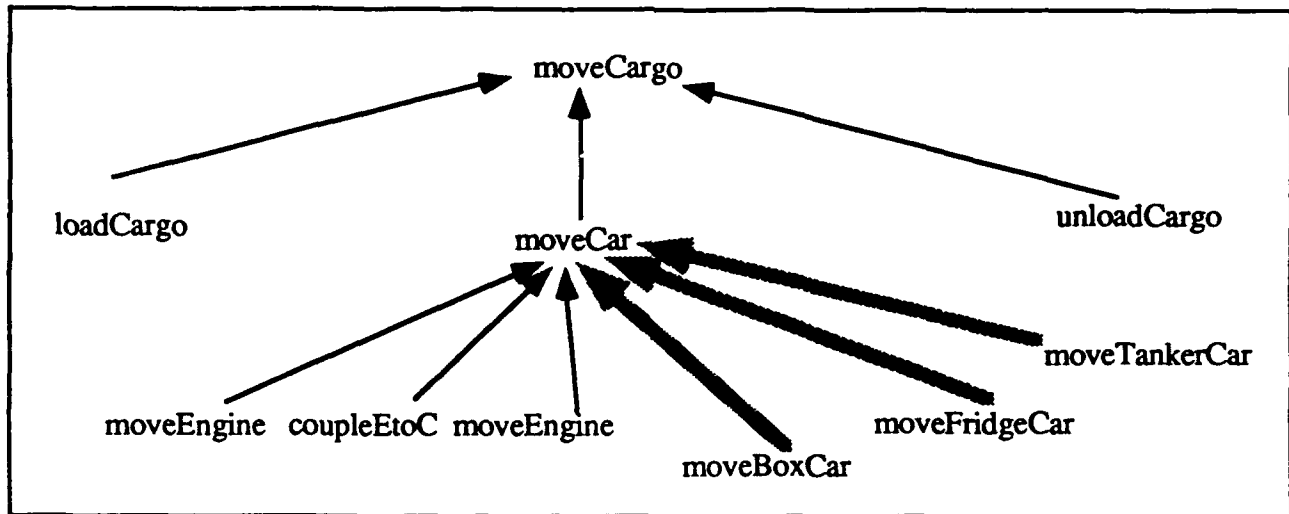 moveCargo
loadCargo
unloadCargo
moveCar
moveTankerCar
moveEngine coupleEtoC moveEngine
moveFridgeCar
moveBoxCar